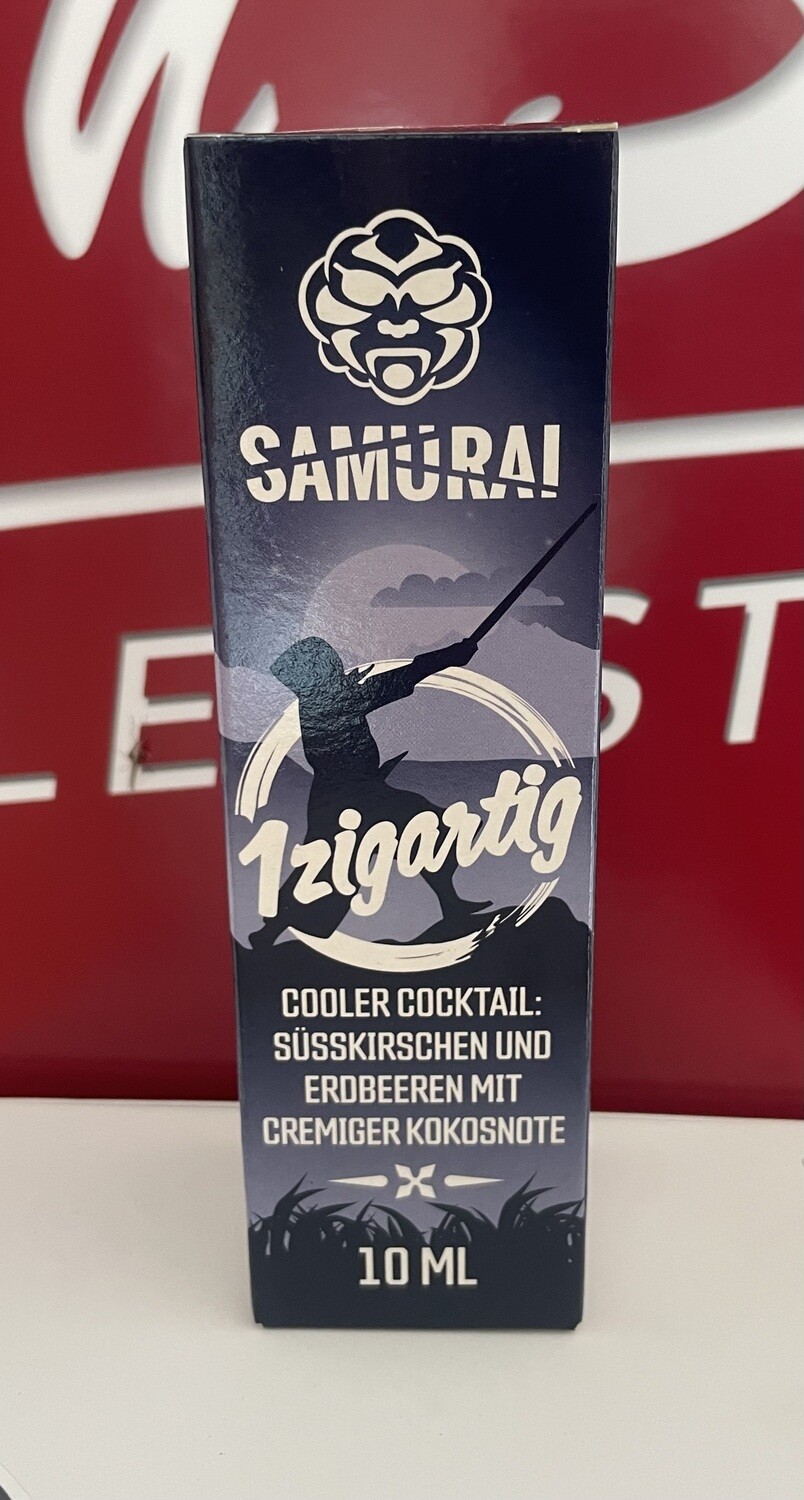 SAMURAI
1zigartig
COOLER COCKTAIL:
SÜSSKIRSCHEN UND
ERDBEEREN MIT
CREMIGER KOKOSNOTE
10 ML